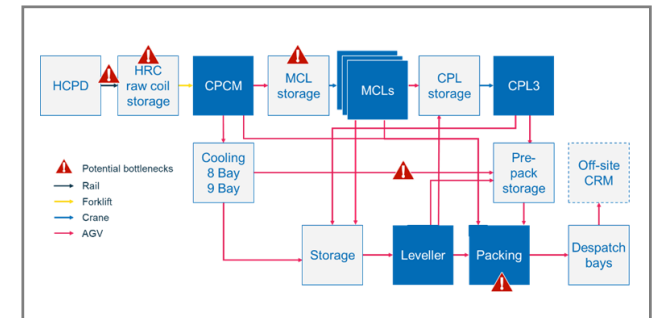 HCPD
HRC
raw coil
storage
CPCM
MCL
storage
MCLs
CPL
storage
CPL3
Potential bottlenecks
Rail
Forklift
Crane
AGV
Cooling
8 Bay
9 Bay
Pre-
pack
storage
Off-site
CRM
Storage
Leveller
Packing
Despatch
bays